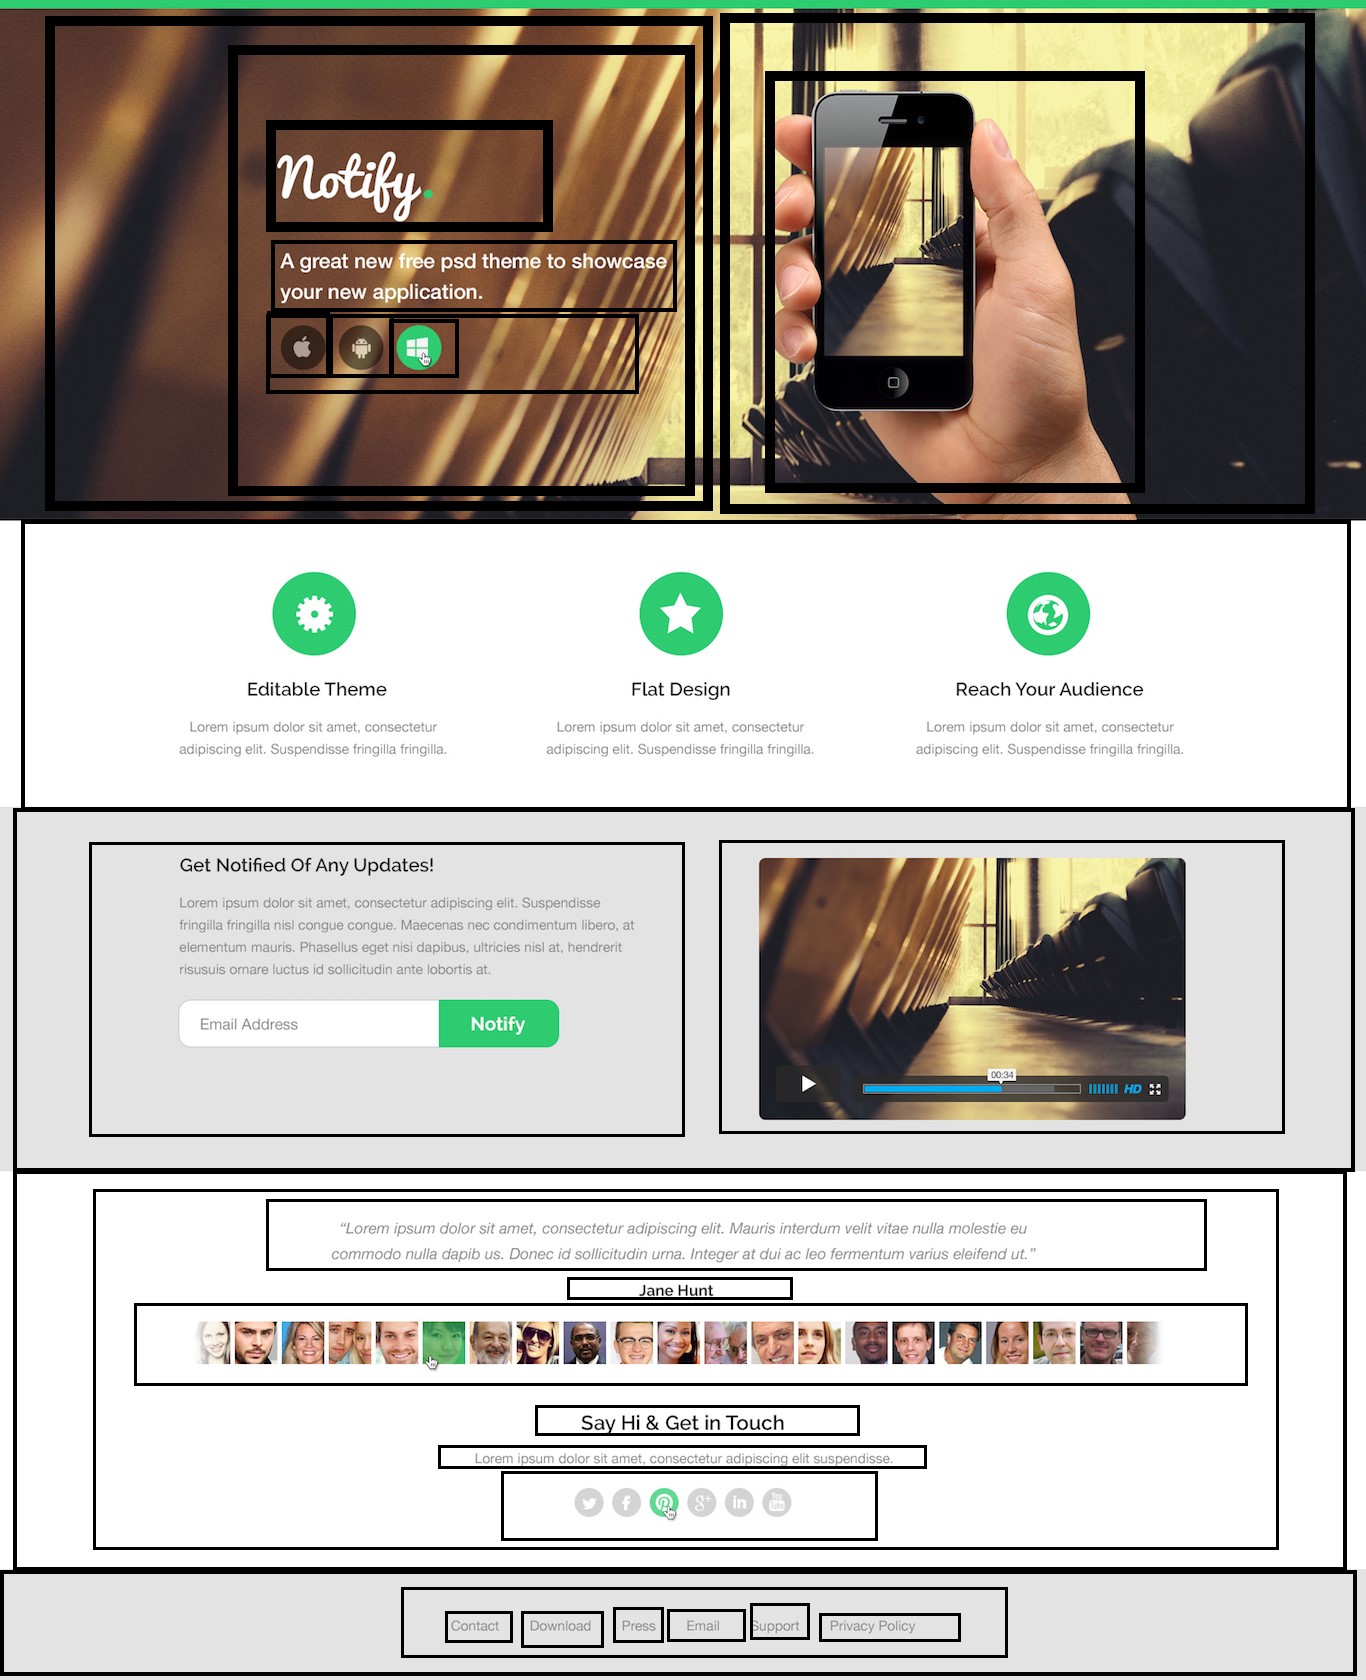 Notify.
A great new free psd theme to showcase
your new application.
Editable Theme
Lorem ipsum dolor sit amet, consectetur
adipiscing elit. Suspendisse fringilla fringilla.
Flat Design
Lorem ipsum dolor sit amet, consectetur
adipiscing elit. Suspendisse fringilla fringilla.
Reach Your Audience
Lorem ipsum dolor sit amet, consectetur
adipiscing elit. Suspendisse fringilla fringilla.
Get Notified Of Any Updates!
Lorem ipsum dolor sit amet, consectetur adipiscing elit. Suspendisse
fringilla fringilla nisl congue congue. Maecenas nec condimentum libero, at
elementum mauris. Phasellus eget nisi dapibus, ultricies nisl at, hendrerit
risusuis ornare luctus id sollicitudin ante lobortis at.
Email Address
Notify
00:34
HD
“Lorem ipsum dolor sit amet, consectetur adipiscing elit. Mauris interdum velit vitae nulla molestie eu
commodo nulla dapib us. Donec id sollicitudin urna. Integer at dui ac leo fermentum varius eleifend ut.”
Jane Hunt
Say Hi & Get in Touch
Lorem ipsum dolor sit amet, consectetur adipiscing elit suspendisse.
g+
in
You
Tube
Contact
Download
Press
Email
Support
Privacy Policy